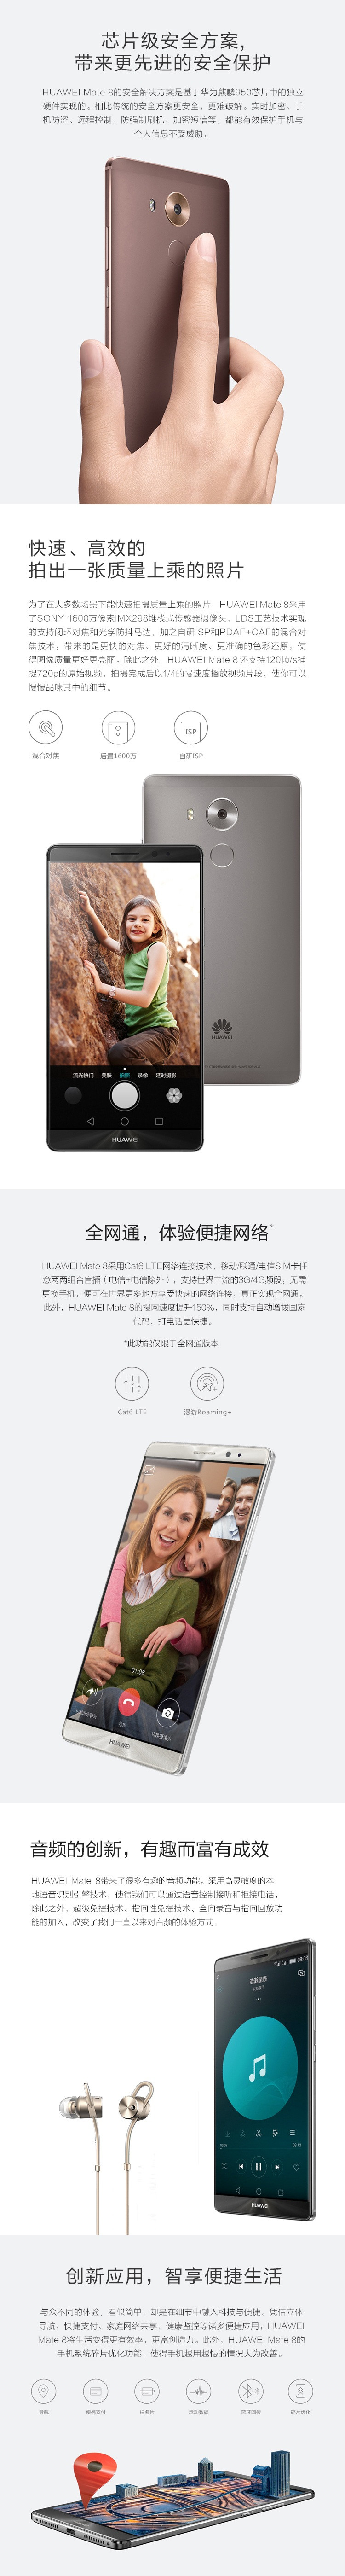 芯片级安全方案，
带来更先进的安全保护
HUAWEI Mate 8的安全解决方案是基于华为麒麟950芯片中的独立
硬件实现的。相比传统的安全方案更安全，更难破解。实时加密、手
机防盗、远程控制、防强制刷机、加密短信等，都能有效保护手机与
个人信息不受威胁。
快速、高效的
拍出一张质量上乘的照片
为了在大多数场景下能快速拍摄质量上乘的照片，HUAWEI Mate 8采用
了SONY 1600万像素IMX298堆栈式传感器摄像头，LDS工艺技术实现
的支持闭环对焦和光学防抖马达，加之自研ISP和PDAF+CAF的混合对
焦技术，带来的是更快的对焦、更好的清晰度、更准确的色彩还原，使
得图像质量更好更亮丽。除此之外，HUAWEI Mate 8 还支持120帧/s捕
捉720p的原始视频，拍摄完成后以1/4的慢速度播放视频片段，使你可以
慢慢品味其中的细节。
ISP
混合对焦 后置1600万 自研ISP
HUAWEI
流光快门 美肤 拍照 录像 延时摄影
HUAWEI
全网通，体验便捷网络*
HUAWEI Mate 8采用Cat6 LTE网络连接技术，移动/联通/电信SIM卡任
意两两组合盲插（电信+电信除外），支持世界主流的3G/4G频段，无需
更换手机，便可在世界更多地方享受快速的网络连接，真正实现全网通。
此外，HUAWEI Mate 8的搜网速度提升150%，同时支持自动增拨国家
代码，打电话更快捷。
*此功能仅限于全网通版本
Cat6 LTE 漫游Roaming+
01:08
HUAWEI
音频的创新，有趣而富有成效
HUAWEI Mate 8带来了很多有趣的音频功能。采用高灵敏度的本
地语音识别引擎技术，使得我们可以通过语音控制接听和拒接电话，
除此之外，超级免提技术、指向性免提技术、全向录音与指向回放功
能的加入，改变了我们一直以来对音频的体验方式。
HUAWEI
创新应用，智享便捷生活
与众不同的体验，看似简单，却是在细节中融入科技与便捷。凭借立体
导航、快捷支付、家庭网络共享、健康监控等诸多便捷应用，HUAWEI
Mate 8将生活变得更有效率，更富创造力。此外，HUAWEI Mate 8的
手机系统碎片优化功能，使得手机越用越慢的情况大为改善。
导航 便携支付 扫名片 运动数据 蓝牙回传 碎片优化